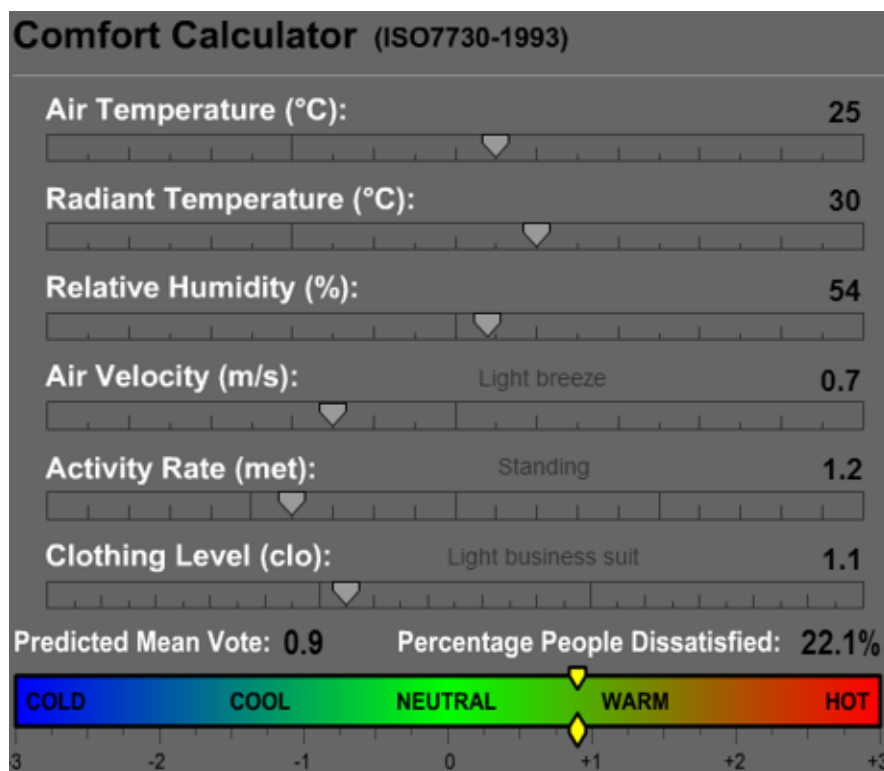 Comfort Calculator (ISO7730-1993)
Air Temperature (°C): 25
Radiant Temperature (°C): 30
Relative Humidity (%): 54
Air Velocity (m/s): Light breeze 0.7
Activity Rate (met): Standing 1.2
Clothing Level (clo): Light business suit 1.1
Predicted Mean Vote: 0.9 Percentage People Dissatisfied: 22.1%
COLD COOL NEUTRAL WARM HOT
-3 -2 -1 0 +1 +2 +3